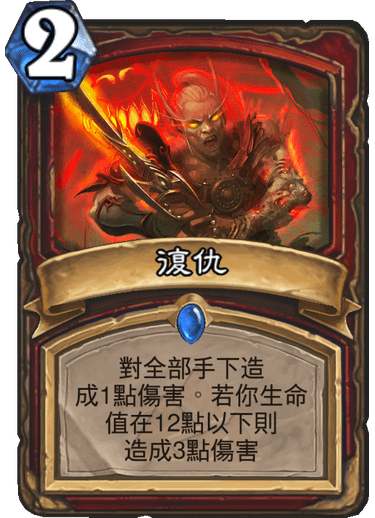 2
復仇
對全部手下造
成1點傷害。若你生命
值在12點以下則
造成3點傷害